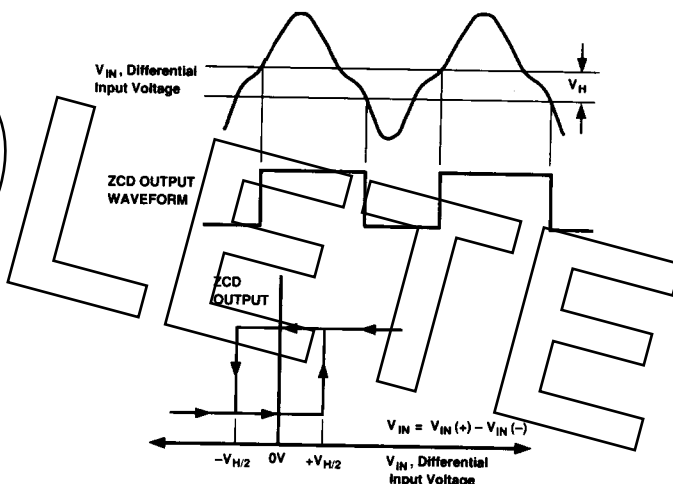 V_IN, Differential
Input Voltage
V_H
ZCD OUTPUT
WAVEFORM
LETE
ZCD
OUTPUT
V_IN = V_IN (+) – V_IN (–)
–V_H/2 0V +V_H/2 V_IN, Differential
Input Voltage